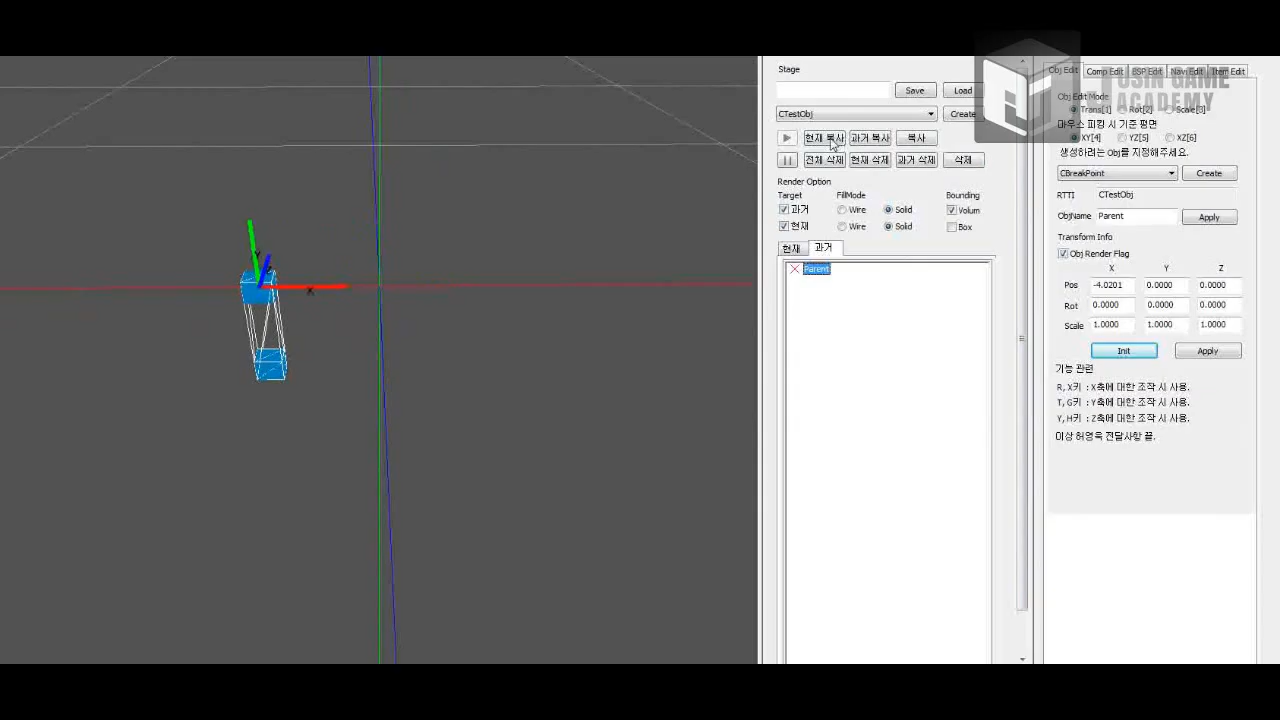 Stage
Save
Load
CTestObj
Create
현재 복사
과거 복사
복사
전체 삭제
현재 삭제
과거 삭제
삭제
Render Option
Target
FillMode
Bounding
과거
Wire
Solid
Volum
현재
Wire
Solid
Box
현재
과거
Parent
X
Obj Edit
Comp Edit
BSP Edit
Navi Edit
Item Edit
GAME
ACADEMY
Obj Edit Mode
Trans[1]
Rot[2]
Scale[3]
마우스 피킹 시 기준 평면
XY[4]
YZ[5]
XZ[6]
생성하려는 Obj를 지정해주세요.
CBreakPoint
Create
RTTI
CTestObj
ObjName
Parent
Apply
Transform Info
Obj Render Flag
X Y Z
Pos -4.0201 0.0000 0.0000
Rot 0.0000 0.0000 0.0000
Scale 1.0000 1.0000 1.0000
Init
Apply
기능 관련
R, X키 : X축에 대한 조작 시 사용.
T, G키 : Y축에 대한 조작 시 사용.
Y, H키 : Z축에 대한 조작 시 사용.
이상 허영욱 전달사항 끝.